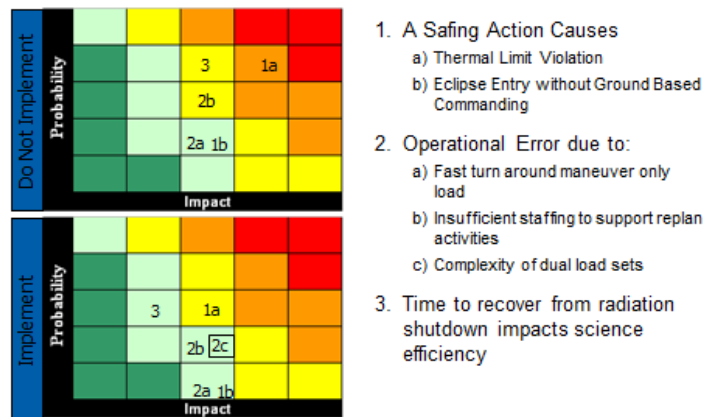 Do Not Implement
Probability
3
1a
2b
2a 1b
Impact
Implement
Probability
3
1a
2b 2c
2a 1b
Impact
1. A Safing Action Causes
a) Thermal Limit Violation
b) Eclipse Entry without Ground Based
Commanding
2. Operational Error due to:
a) Fast turn around maneuver only
load
b) Insufficient staffing to support replan
activities
c) Complexity of dual load sets
3. Time to recover from radiation
shutdown impacts science
efficiency